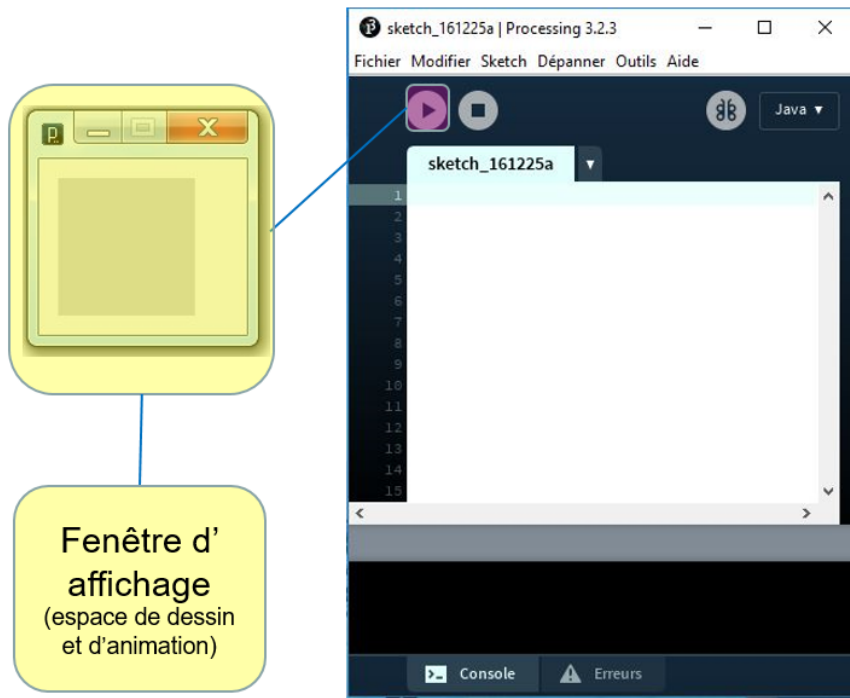 sketch_161225a | Processing 3.2.3
Fichier Modifier Sketch Dépanner Outils Aide
Java ▼
sketch_161225a ▼
1
2
3
4
5
6
7
8
9
10
11
12
13
14
15
Fenêtre d’
affichage
(espace de dessin
et d’animation)
Console Erreurs